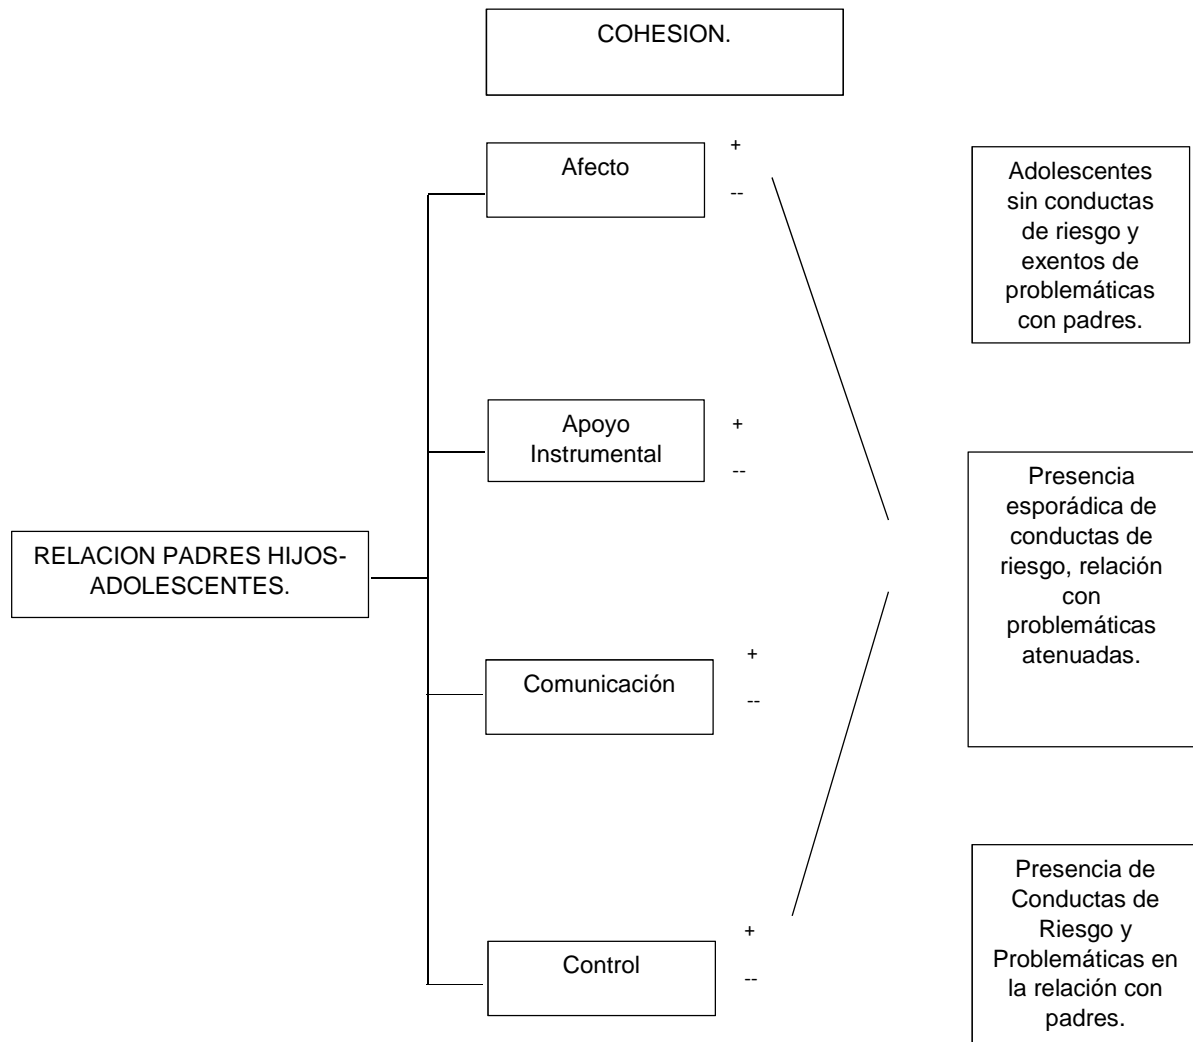 COHESION.
Afecto
+
--
Adolescentes
sin conductas
de riesgo y
exentos de
problemáticas
con padres.
Apoyo
Instrumental
+
--
Presencia
esporádica de
conductas de
riesgo, relación
con
problemáticas
atenuadas.
RELACION PADRES HIJOS-
ADOLESCENTES.
Comunicación
+
--
Control
+
--
Presencia de
Conductas de
Riesgo y
Problemáticas en
la relación con
padres.